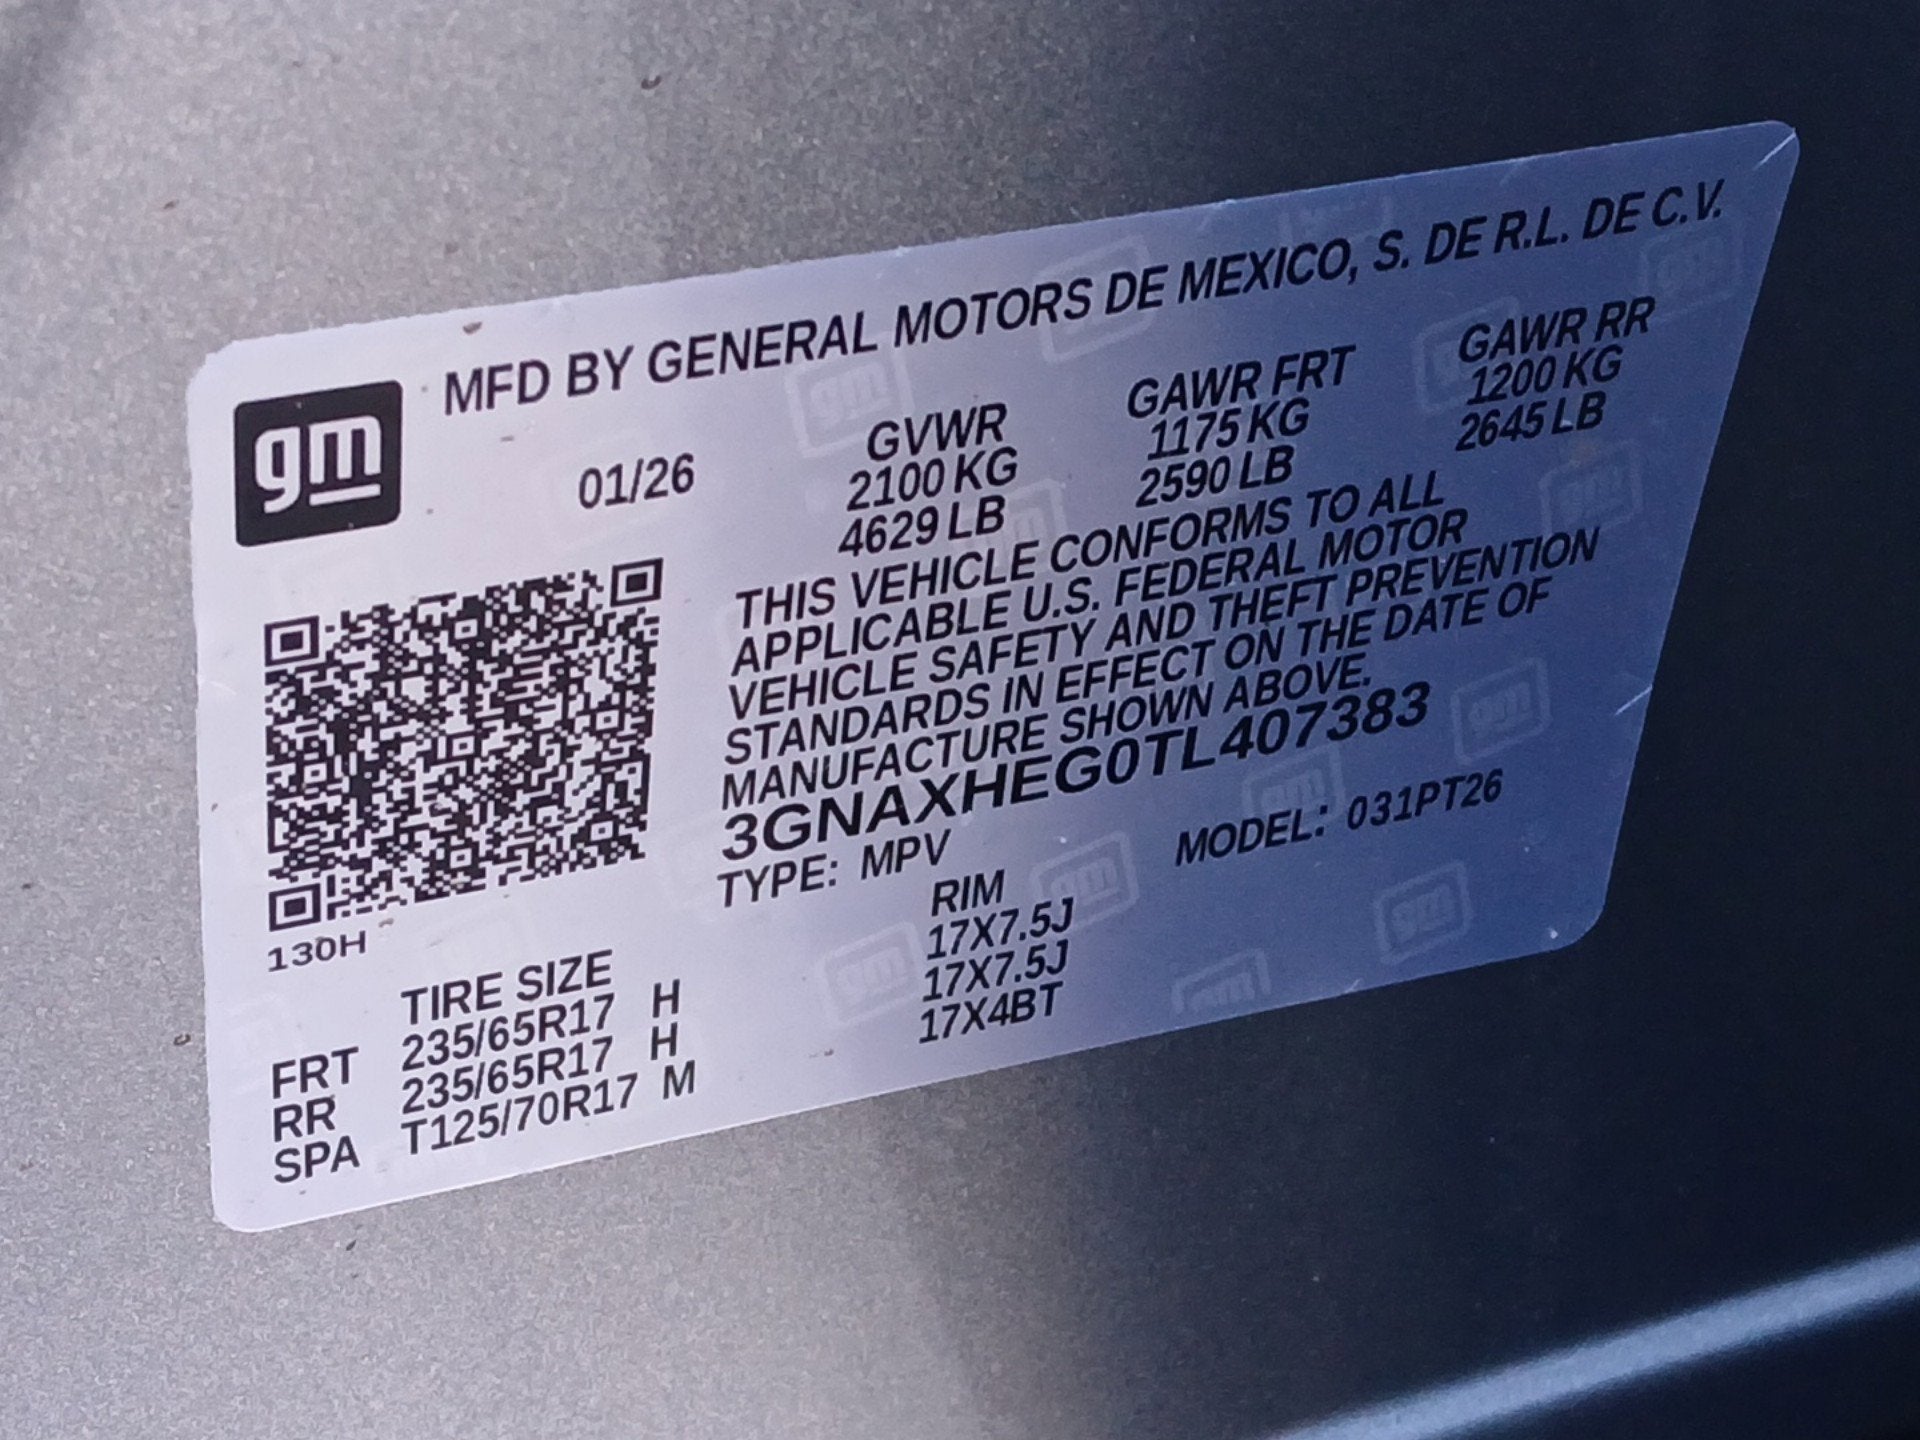 MFD BY GENERAL MOTORS DE MEXICO, S. DE R.L. DE C.V.
gm
01/26
GVWR GAWR FRT GAWR RR
2100 KG 1175 KG 1200 KG
4629 LB 2590 LB 2645 LB
THIS VEHICLE CONFORMS TO ALL
APPLICABLE U.S. FEDERAL MOTOR
VEHICLE SAFETY AND THEFT PREVENTION
STANDARDS IN EFFECT ON THE DATE OF
MANUFACTURE SHOWN ABOVE.
3GNAXHEG0TL407383
TYPE: MPV MODEL: 031PT26
130H
TIRE SIZE RIM
FRT 235/65R17 H 17X7.5J
RR 235/65R17 H 17X7.5J
SPA T125/70R17 M 17X4BT